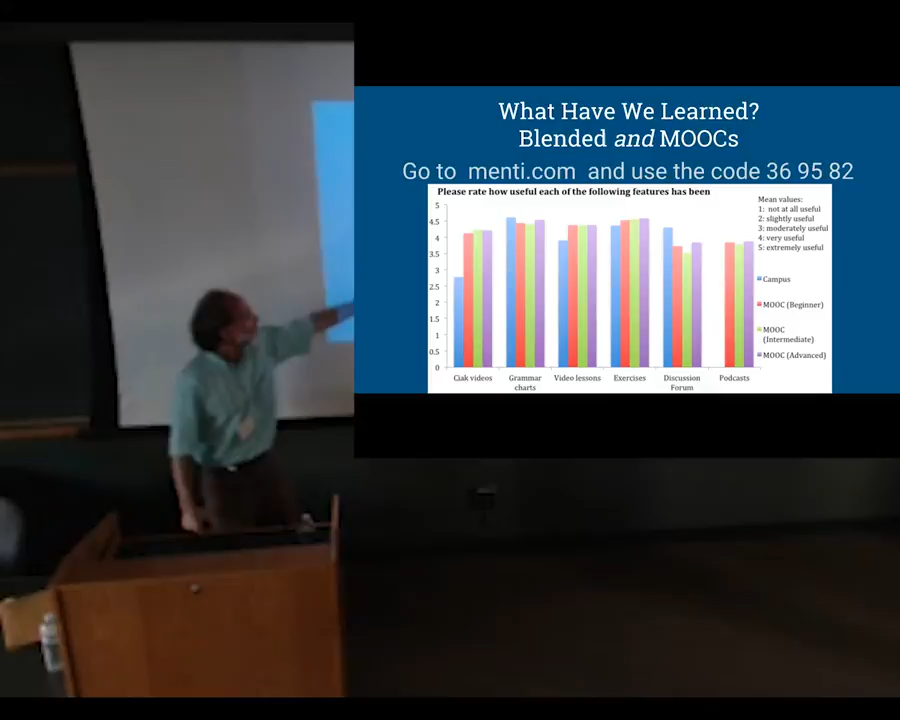 What Have We Learned?
Blended and MOOCs
Go to menti.com and use the code 36 95 82
Please rate how useful each of the following features has been
Mean values:
1: not at all useful
2: slightly useful
3: moderately useful
4: very useful
5: extremely useful
5
4.5
4
3.5
3
2.5
2
1.5
1
0.5
0
Campus
MOOC (Beginner)
MOOC
(Intermediate)
MOOC (Advanced)
Ciak videos
Grammar
charts
Video lessons
Exercises
Discussion
Forum
Podcasts